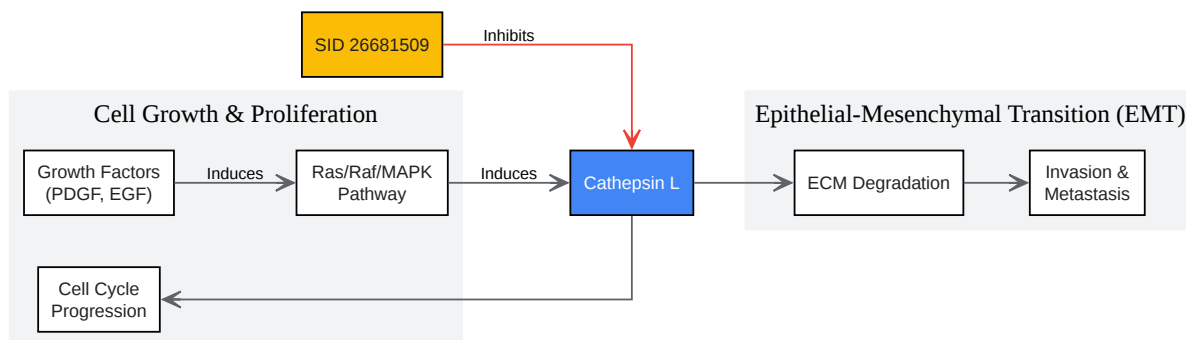 SID 26681509
Inhibits
Cell Growth & Proliferation
Epithelial-Mesenchymal Transition (EMT)
Growth Factors
(PDGF, EGF)
Induces
Ras/Raf/MAPK
Pathway
Induces
Cathepsin L
ECM Degradation
Invasion &
Metastasis
Cell Cycle
Progression